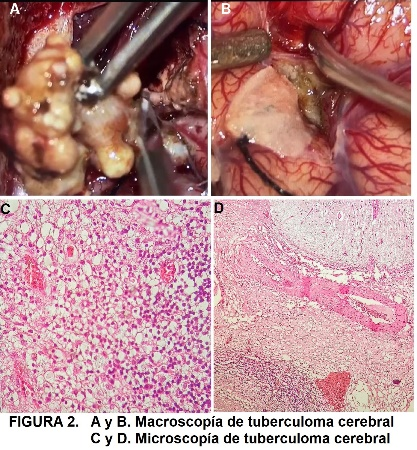 A
B
C
D
FIGURA 2. A y B. Macroscopía de tuberculoma cerebral
C y D. Microscopía de tuberculoma cerebral